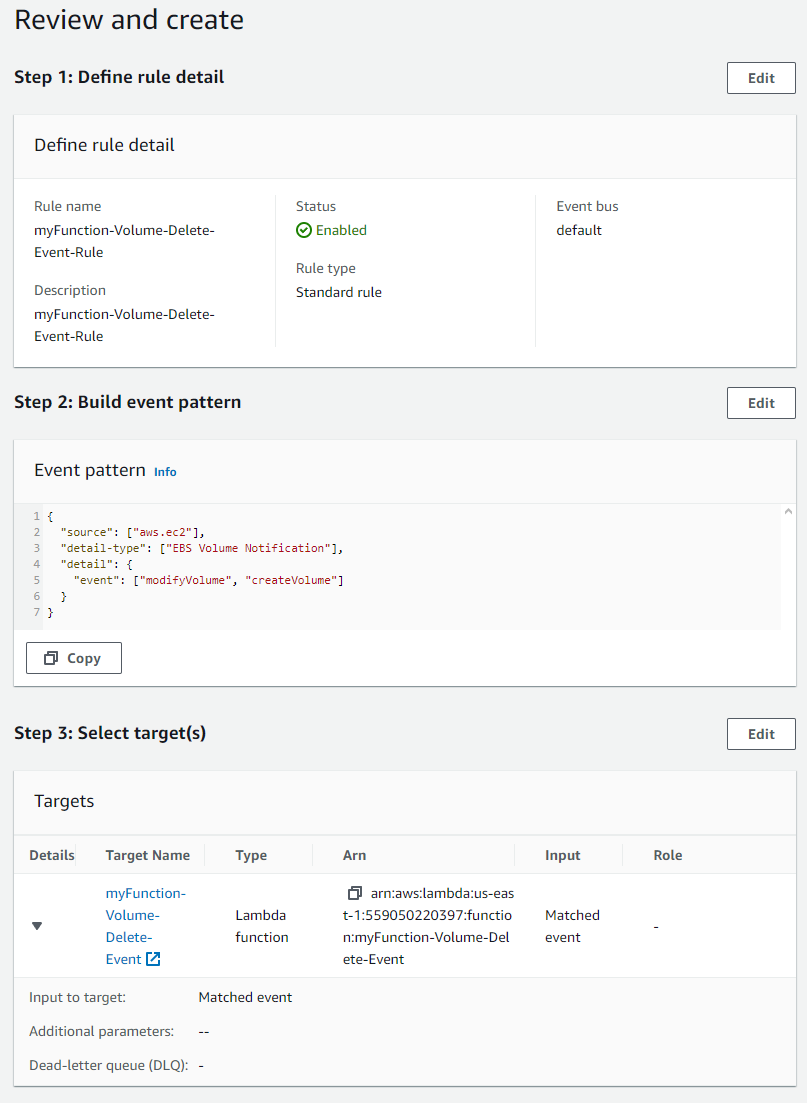 Review and create
Step 1: Define rule detail
Edit
Define rule detail
Rule name
myFunction-Volume-Delete-
Event-Rule
Description
myFunction-Volume-Delete-
Event-Rule
Status
Enabled
Rule type
Standard rule
Event bus
default
Step 2: Build event pattern
Edit
Event pattern Info
1 {
2 "source": ["aws.ec2"],
3 "detail-type": ["EBS Volume Notification"],
4 "detail": {
5 "event": ["modifyVolume", "createVolume"]
6 }
7 }
Copy
Step 3: Select target(s)
Edit
Targets
Details Target Name Type Arn Input Role
myFunction-
Volume-
Delete-
Event
Lambda
function
arn:aws:lambda:us-eas
t-1:559050220397:functio
n:myFunction-Volume-Del
ete-Event
Matched
event
-
Input to target: Matched event
Additional parameters: --
Dead-letter queue (DLQ): -